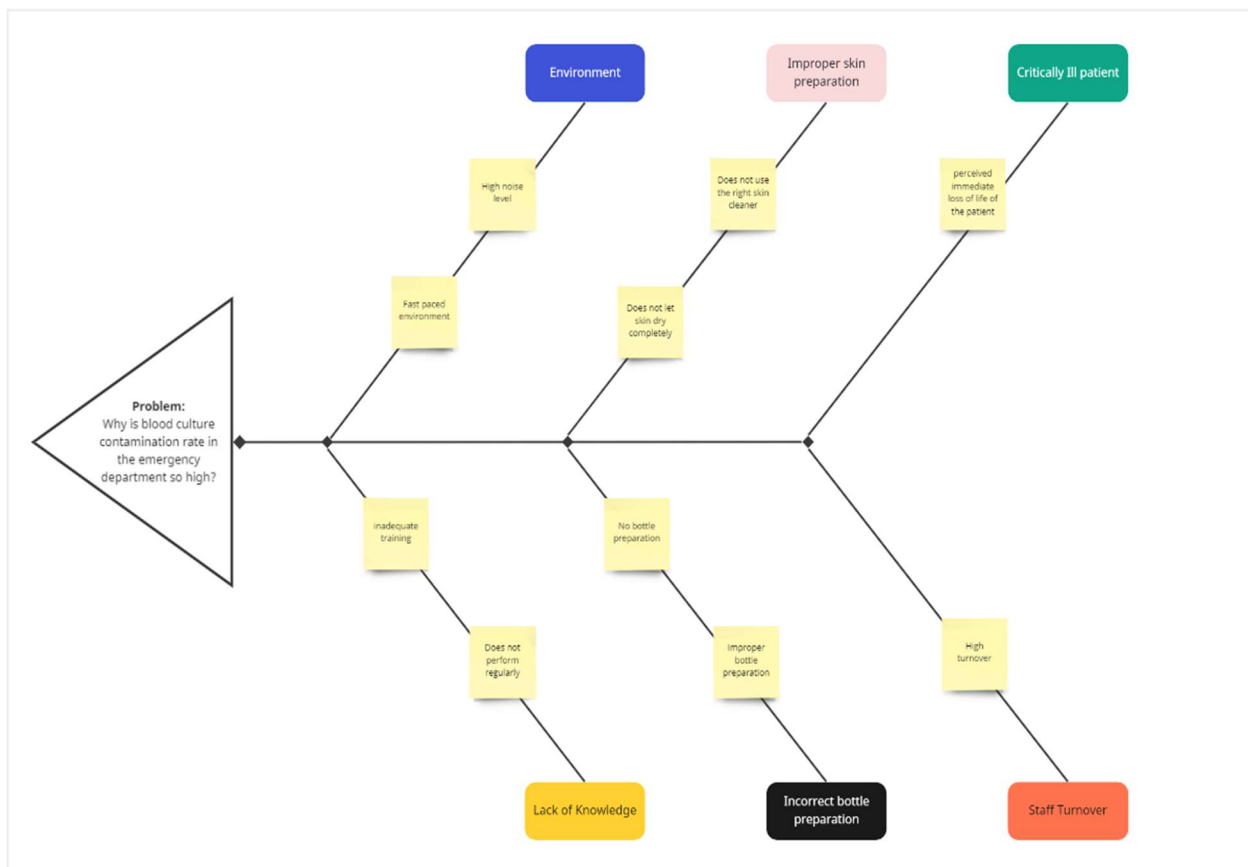 Environment
Improper skin
preparation
Critically Ill patient
High noise
level
Does not use
the right skin
cleaner
perceived
immediate
loss of life of
the patient
Fast paced
environment
Does not let
skin dry
completely
Problem:
Why is blood culture
contamination rate in
the emergency
department so high?
inadequate
training
No bottle
preparation
Does not
perform
regularly
Improper
bottle
preparation
High
turnover
Lack of Knowledge
Incorrect bottle
preparation
Staff Turnover